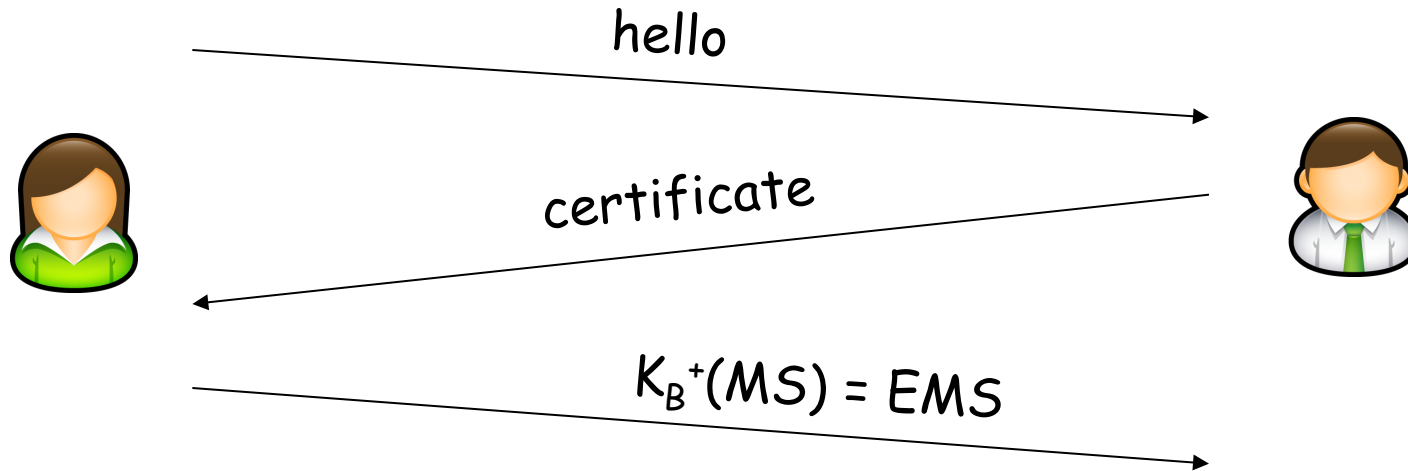 hello
certificate
K_B⁺(MS) = EMS